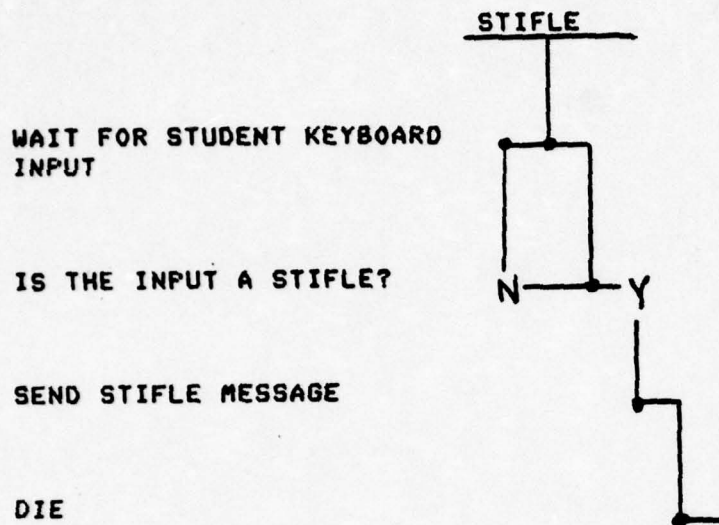 STIFLE
WAIT FOR STUDENT KEYBOARD
INPUT
IS THE INPUT A STIFLE?
N Y
SEND STIFLE MESSAGE
DIE